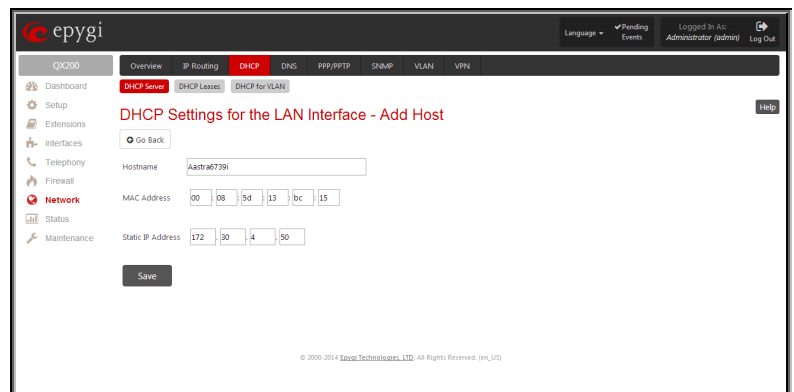 epygi
Language
Pending Events
Logged In As:
Administrator (admin)
Log Out
QX200
Overview IP Routing DHCP DNS PPP/PPTP SNMP VLAN VPN
Dashboard
Setup
Extensions
Interfaces
Telephony
Firewall
Network
Status
Maintenance
DHCP Server DHCP Leases DHCP for VLAN
DHCP Settings for the LAN Interface - Add Host
Help
Go Back
Hostname Aastra6739i
MAC Address 00 : 08 : 5d : 13 : bc : 15
Static IP Address 172 . 30 . 4 . 50
Save
© 2000-2014 Epygi Technologies, LTD. All Rights Reserved. (en_US)